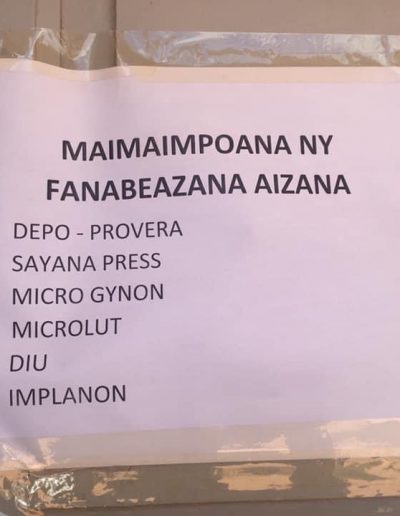 MAIMAIMPOANA NY
FANABEAZANA AIZANA
DEPO - PROVERA
SAYANA PRESS
MICRO GYNON
MICROLUT
DIU
IMPLANON